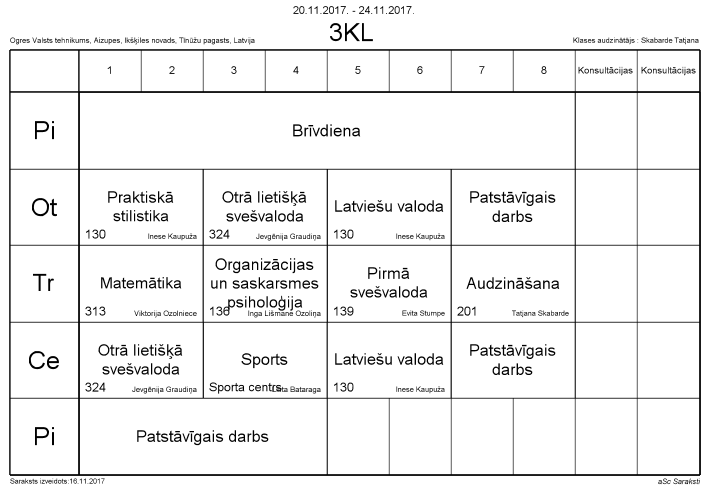 20.11.2017. - 24.11.2017.
3KL
Ogres Valsts tehnikums, Aizupes, Ikšķiles novads, Tīnūžu pagasts, Latvija
Klases audzinātājs : Skabarde Tatjana
1 2 3 4 5 6 7 8 Konsultācijas Konsultācijas
Pi
Brīvdiena
Ot
Praktiskā
stilistika
130 Inese Kaupuža
Otrā lietišķā
svešvaloda
324 Jevgēnija Graudiņa
Latviešu valoda
130 Inese Kaupuža
Patstāvīgais
darbs
Tr
Matemātika
313 Viktorija Ozolniece
Organizācijas
un saskarsmes
psiholoģija
136 Inga Lišmane Ozoliņa
Pirmā
svešvaloda
139 Evita Stumpe
Audzināšana
201 Tatjana Skabarde
Ce
Otrā lietišķā
svešvaloda
324 Jevgēnija Graudiņa
Sports
Sporta centrs Bataraga
Latviešu valoda
130 Inese Kaupuža
Patstāvīgais
darbs
Pi
Patstāvīgais darbs
Saraksts izveidots:16.11.2017
aSc Saraksti